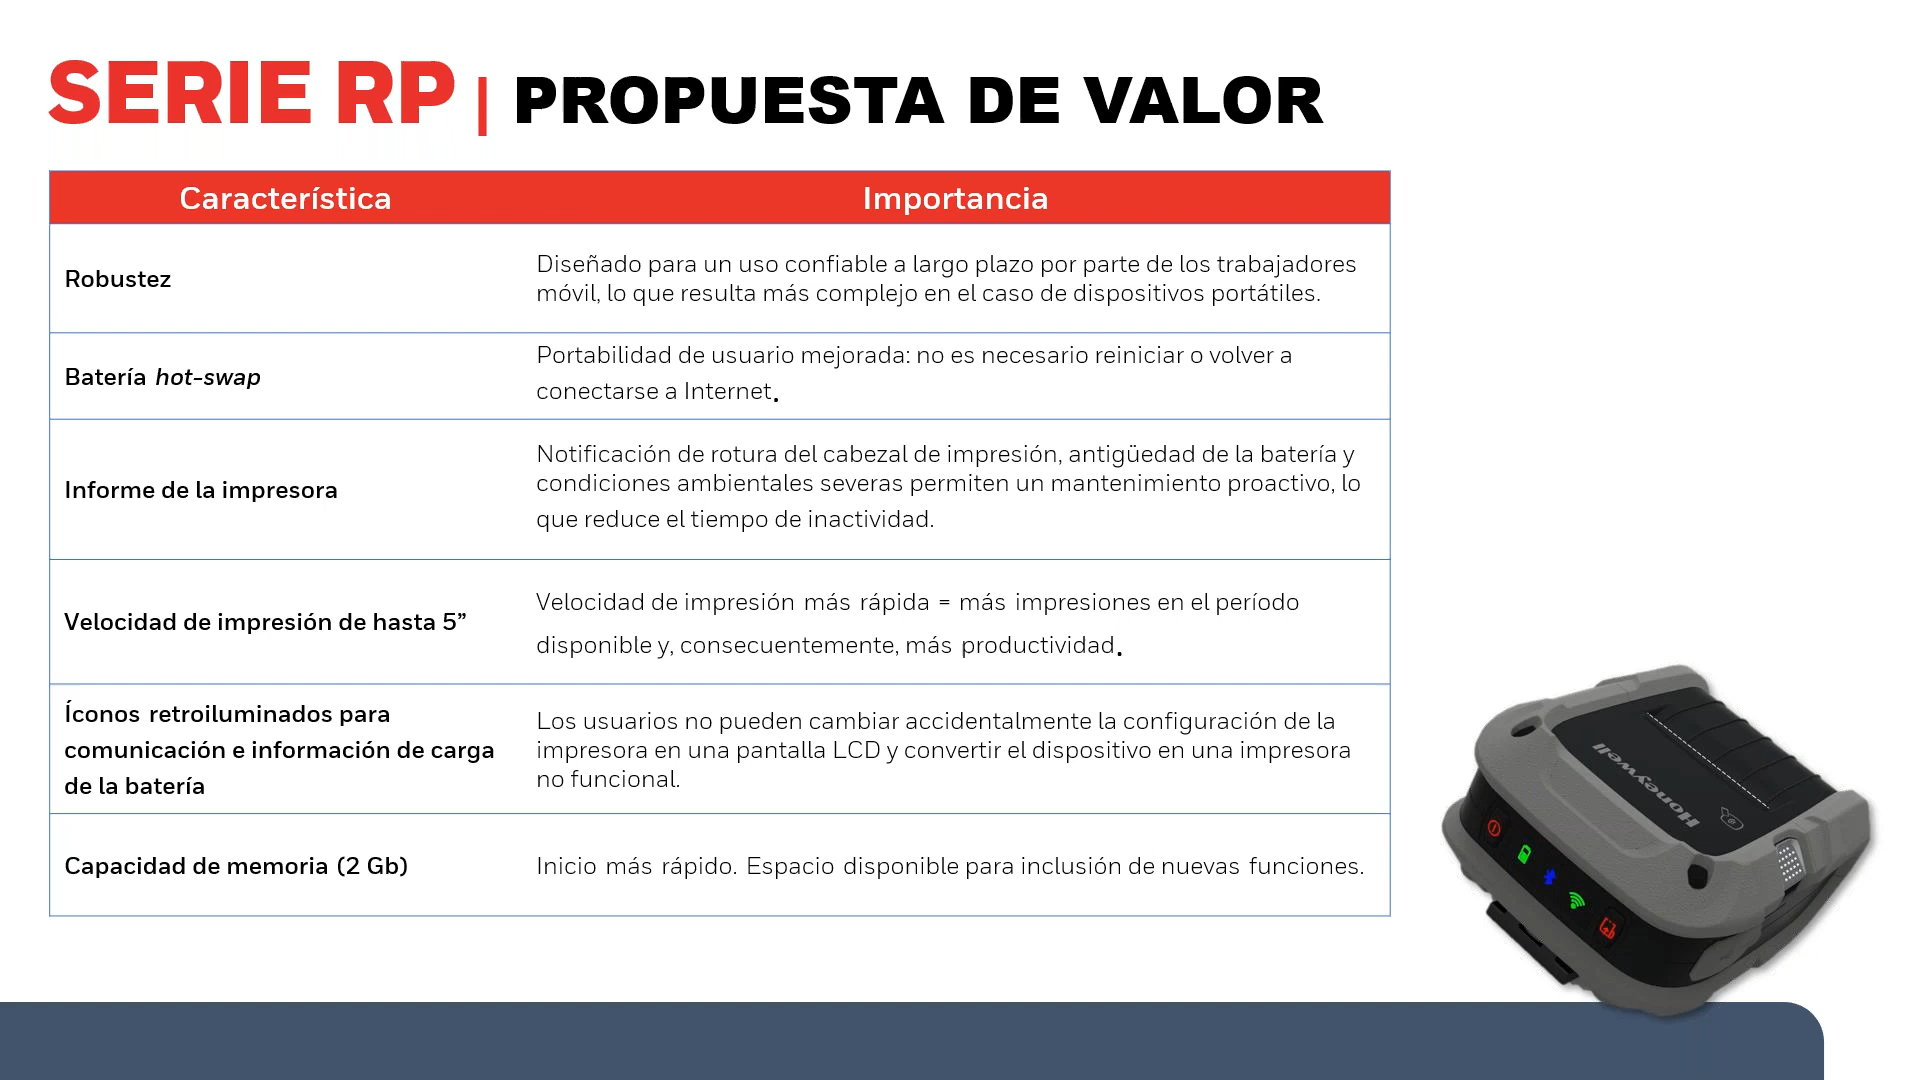 SERIE RP | PROPUESTA DE VALOR
Característica
Importancia
Robustez
Diseñado para un uso confiable a largo plazo por parte de los trabajadores
móvil, lo que resulta más complejo en el caso de dispositivos portátiles.
Batería hot-swap
Portabilidad de usuario mejorada: no es necesario reiniciar o volver a
conectarse a Internet.
Informe de la impresora
Notificación de rotura del cabezal de impresión, antigüedad de la batería y
condiciones ambientales severas permiten un mantenimiento proactivo, lo
que reduce el tiempo de inactividad.
Velocidad de impresión de hasta 5”
Velocidad de impresión más rápida = más impresiones en el período
disponible y, consecuentemente, más productividad.
Íconos retroiluminados para
comunicación e información de carga
de la batería
Los usuarios no pueden cambiar accidentalmente la configuración de la
impresora en una pantalla LCD y convertir el dispositivo en una impresora
no funcional.
Capacidad de memoria (2 Gb)
Inicio más rápido. Espacio disponible para inclusión de nuevas funciones.
Honeywell